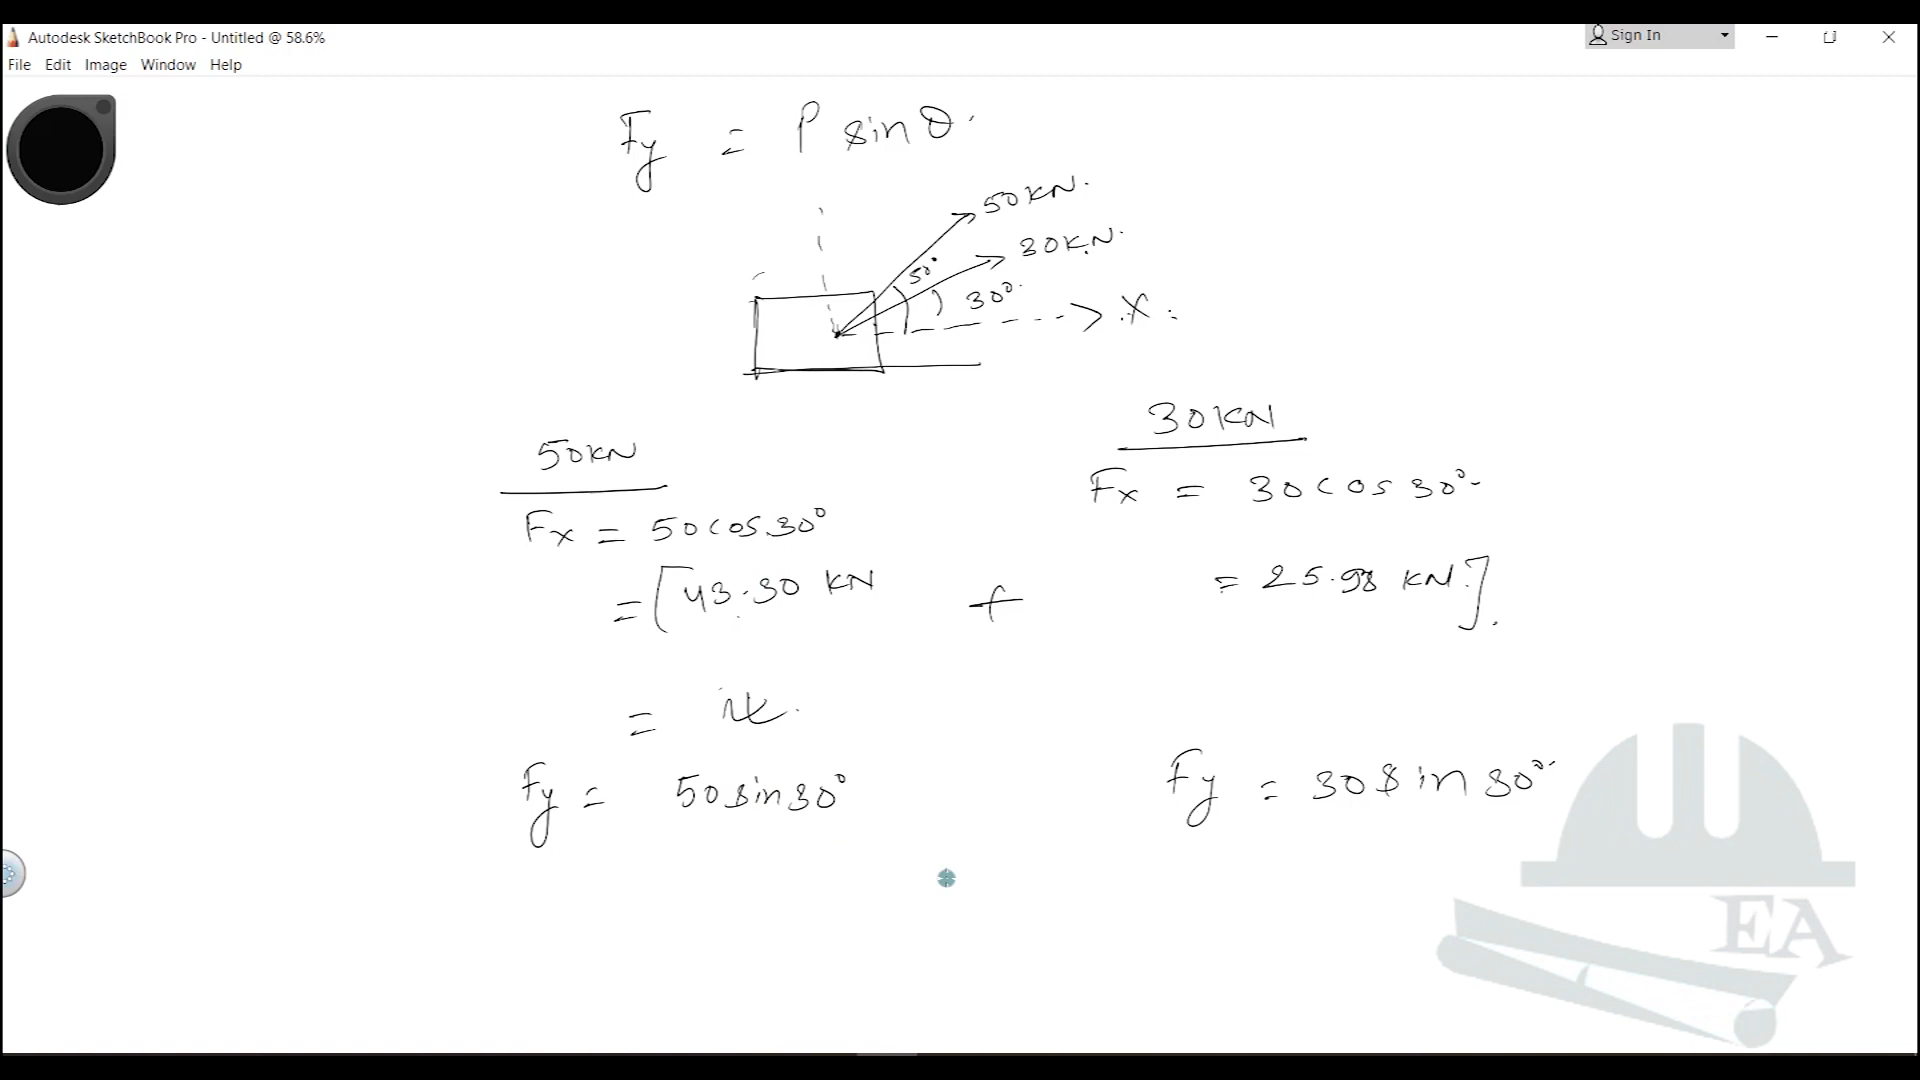 Autodesk SketchBook Pro - Untitled @ 58.6%
Sign In
File Edit Image Window Help
Fy = P sinθ.
50KN.
30KN.
50°
30°
X
50KN
Fx = 50cos30°
= [43.30 KN +
30KN
Fx = 30cos30°
= 25.98 KN]
=
Fy = 50sin30°
Fy = 30sin30°
EA